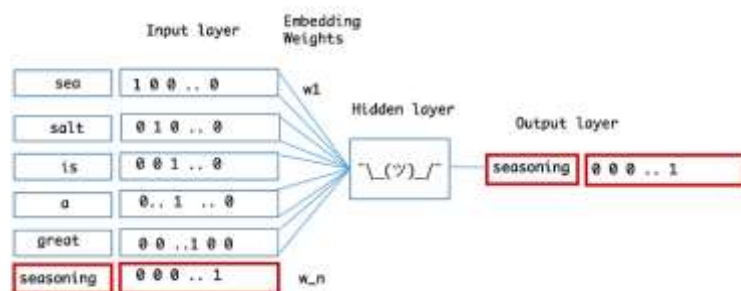 Input layer
Embedding
Weights
sea 1 0 0 .. 0
w1
salt 0 1 0 .. 0
is 0 0 1 .. 0
a 0.. 1 .. 0
great 0 0 ..1 0 0
seasoning 0 0 0 .. 1
w_n
Hidden layer
¯\_(ツ)_/¯
Output layer
seasoning 0 0 0 .. 1